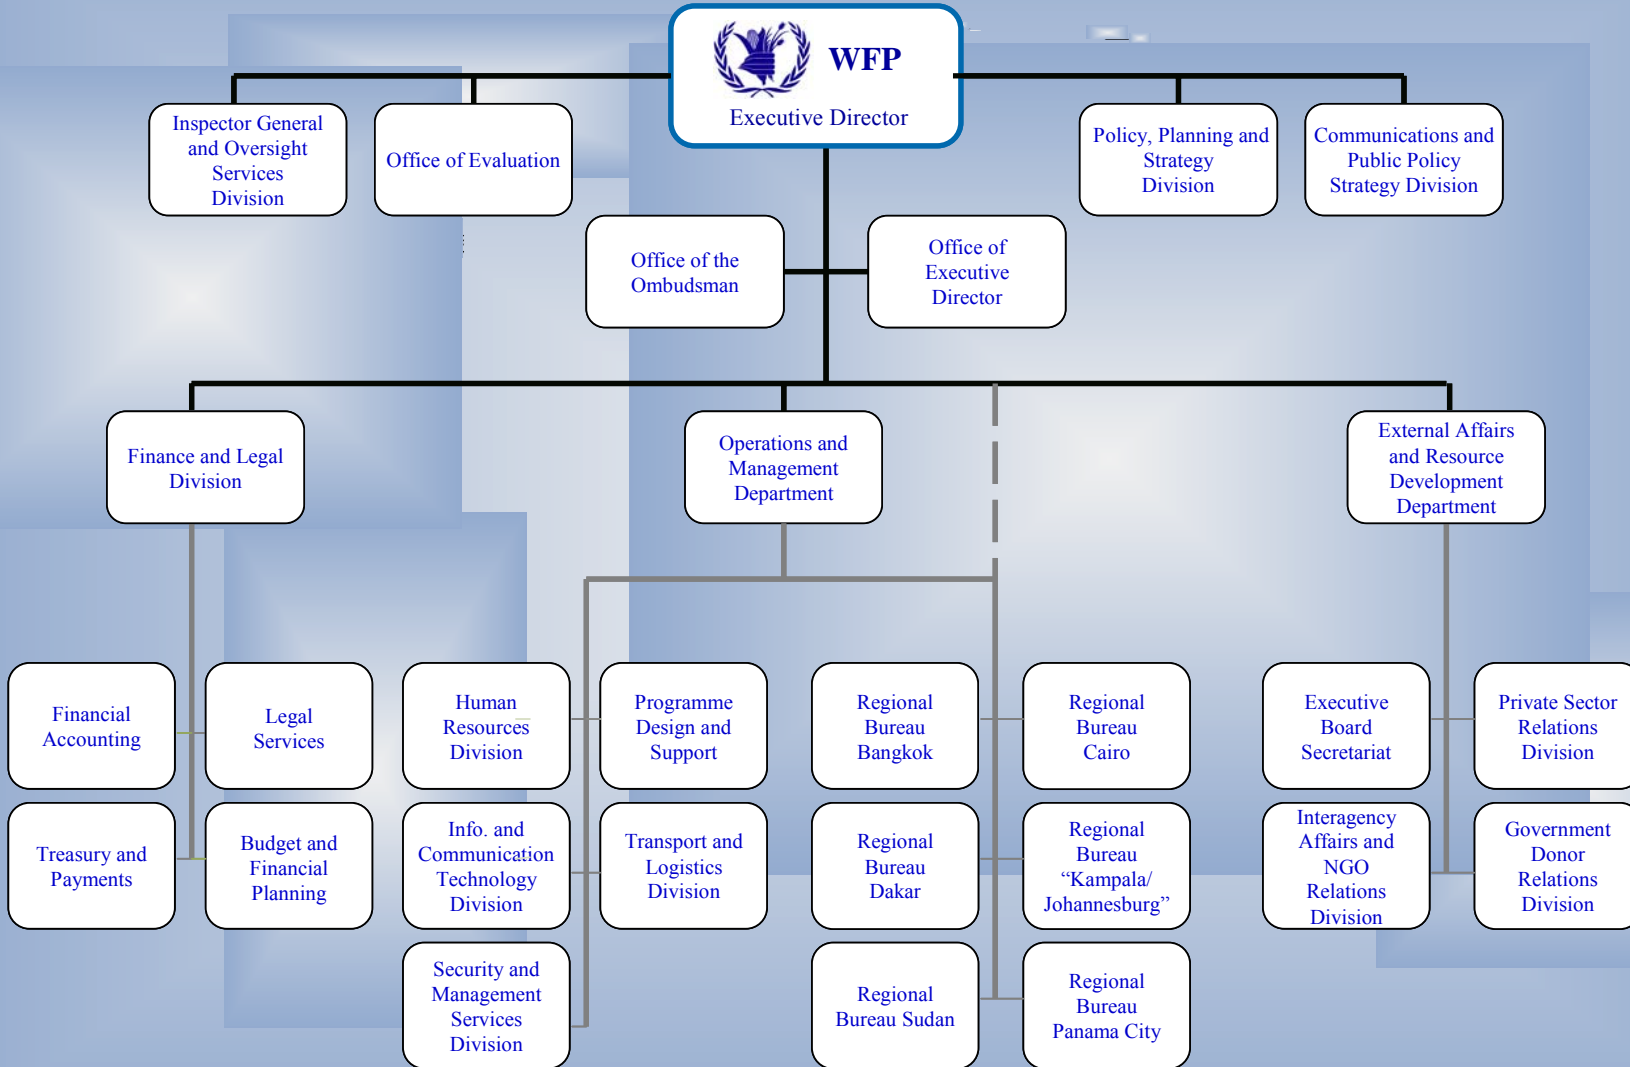 WFP
Executive Director
Inspector General
and Oversight
Services
Division
Office of Evaluation
Policy, Planning and
Strategy
Division
Communications and
Public Policy
Strategy Division
Office of the
Ombudsman
Office of
Executive
Director
Finance and Legal
Division
Operations and
Management
Department
External Affairs
and Resource
Development
Department
Financial
Accounting
Legal
Services
Human
Resources
Division
Programme
Design and
Support
Regional
Bureau
Bangkok
Regional
Bureau
Cairo
Executive
Board
Secretariat
Private Sector
Relations
Division
Treasury and
Payments
Budget and
Financial
Planning
Info. and
Communication
Technology
Division
Transport and
Logistics
Division
Regional
Bureau
Dakar
Regional
Bureau
“Kampala/
Johannesburg”
Interagency
Affairs and
NGO
Relations
Division
Government
Donor
Relations
Division
Security and
Management
Services
Division
Regional
Bureau Sudan
Regional
Bureau
Panama City